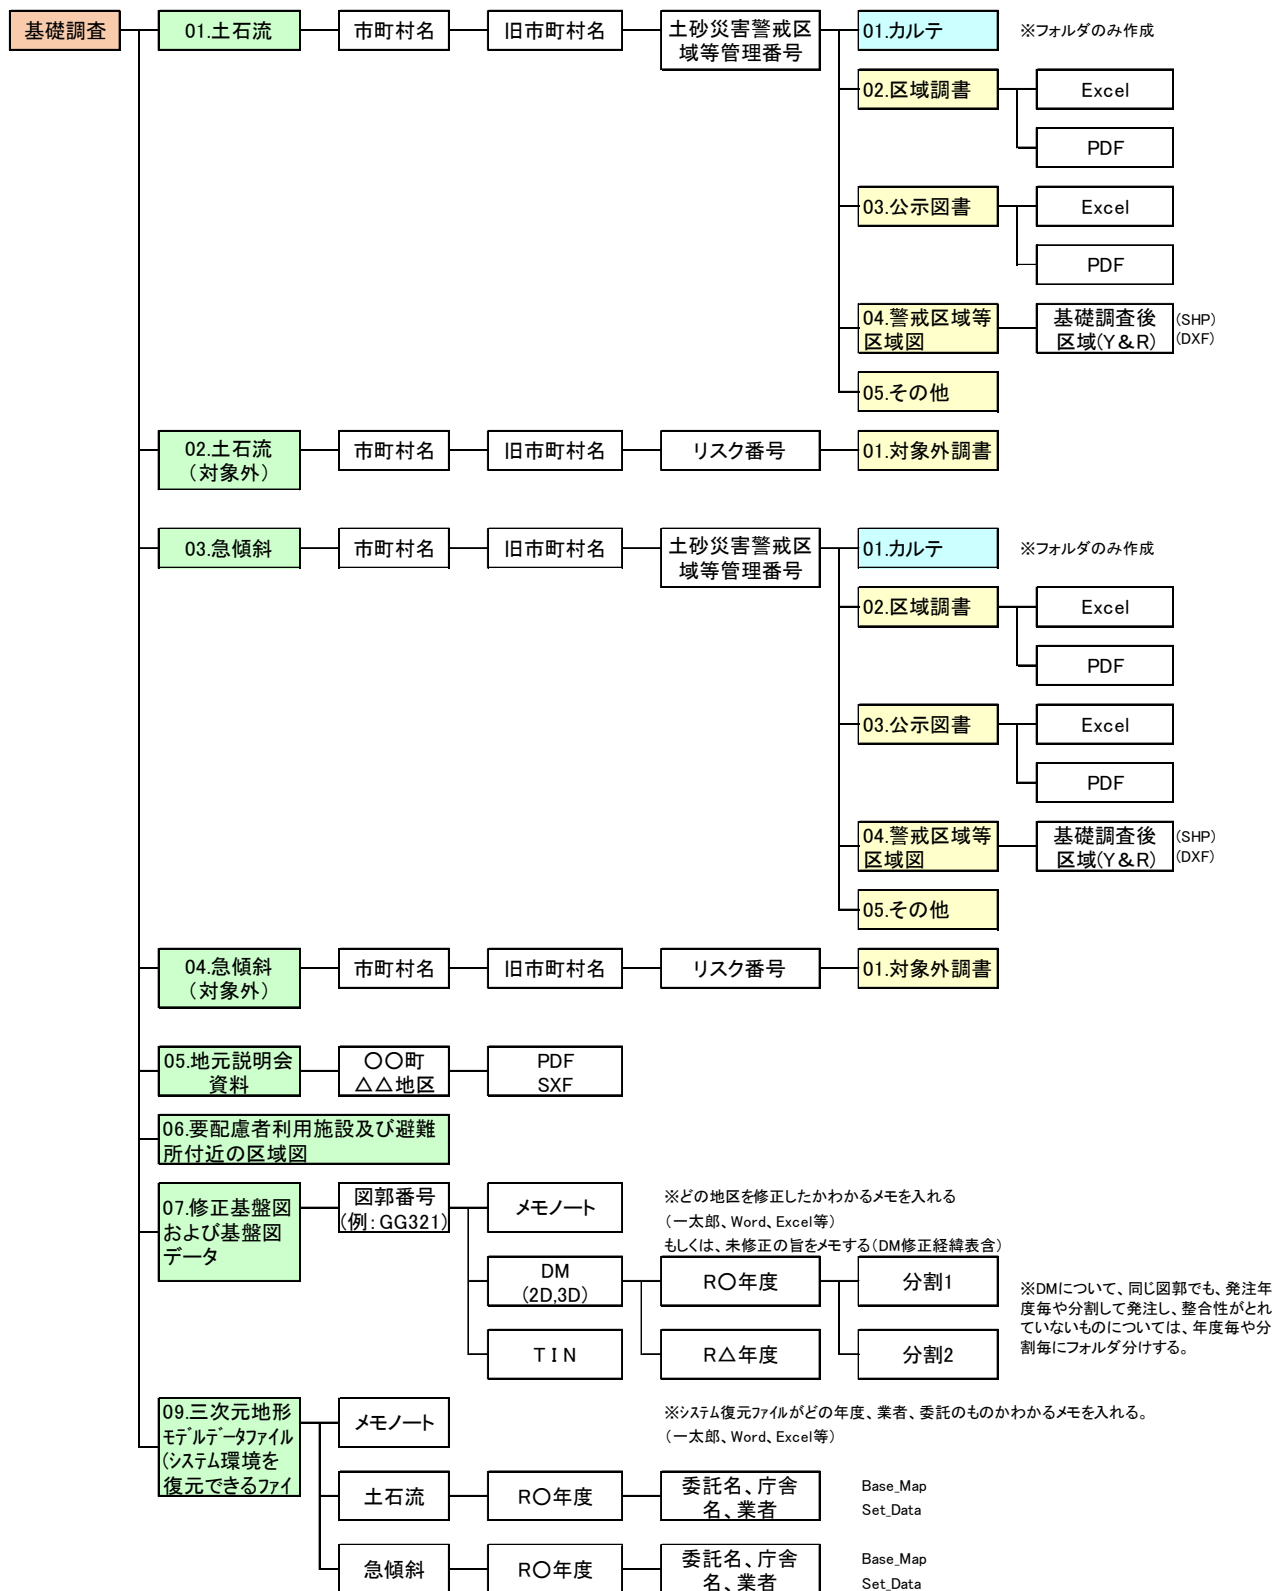 基礎調査
01.土石流
市町村名
旧市町村名
土砂災害警戒区
域等管理番号
01.カルテ
※フォルダのみ作成
02.区域調書
Excel
PDF
03.公示図書
Excel
PDF
04.警戒区域等
区域図
基礎調査後
区域(Y＆R)
(SHP)
(DXF)
05.その他
02.土石流
（対象外）
市町村名
旧市町村名
リスク番号
01.対象外調書
03.急傾斜
市町村名
旧市町村名
土砂災害警戒区
域等管理番号
01.カルテ
※フォルダのみ作成
02.区域調書
Excel
PDF
03.公示図書
Excel
PDF
04.警戒区域等
区域図
基礎調査後
区域(Y＆R)
(SHP)
(DXF)
05.その他
04.急傾斜
（対象外）
市町村名
旧市町村名
リスク番号
01.対象外調書
05.地元説明会
資料
〇〇町
△△地区
PDF
SXF
06.要配慮者利用施設及び避難
所付近の区域図
07.修正基盤図
および基盤図
データ
図郭番号
(例：GG321)
メモノート
※どの地区を修正したかわかるメモを入れる
（一太郎、Word、Excel等）
もしくは、未修正の旨をメモする（DM修正経緯表含）
DM
(2D,3D)
R〇年度
分割1
※DMについて、同じ図郭でも、発注年
度毎や分割して発注し、整合性がとれ
ていないものについては、年度毎や分
割毎にフォルダ分けする。
ＴＩＮ
R△年度
分割2
09.三次元地形
ﾓﾃﾞﾙﾃﾞｰﾀﾌｧｲﾙ
(ｼｽﾃﾑ環境を
復元できるﾌｧｲ
メモノート
※ｼｽﾃﾑ復元ﾌｧｲﾙがどの年度、業者、委託のものかわかるメモを入れる。
（一太郎、Word、Excel等）
土石流
R〇年度
委託名、庁舎
名、業者
Base_Map
Set_Data
急傾斜
R〇年度
委託名、庁舎
名、業者
Base_Map
Set_Data